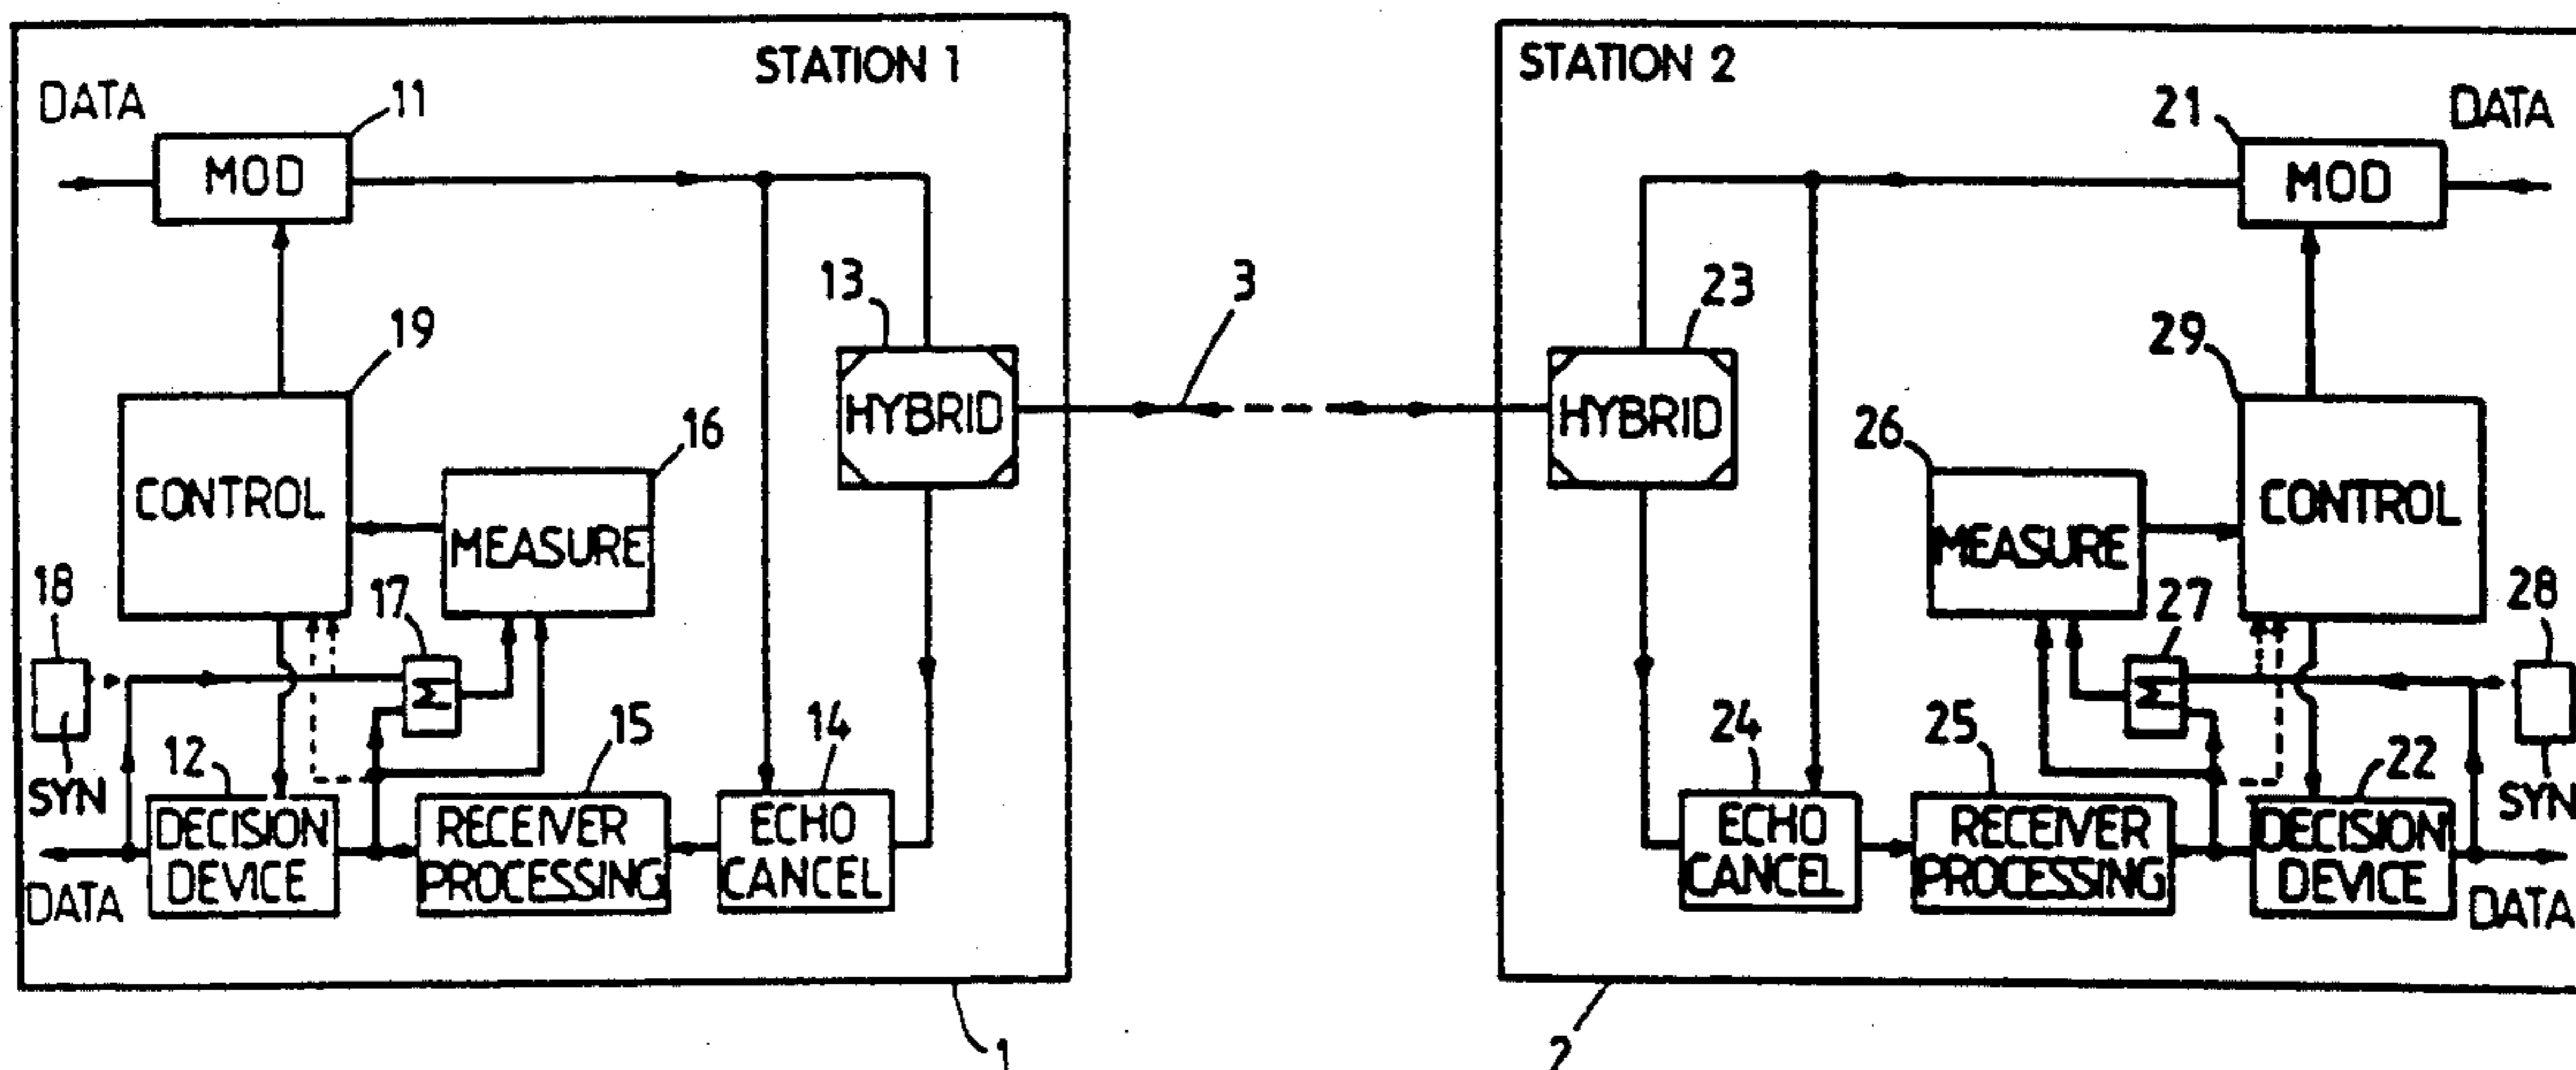 STATION 1
DATA
11
MOD
13
HYBRID
19
CONTROL
16
MEASURE
18
SYN
17
Σ
12
DECISION
DEVICE
15
RECEIVER
PROCESSING
14
ECHO
CANCEL
DATA
1
3
STATION 2
21
DATA
MOD
23
HYBRID
29
CONTROL
26
MEASURE
27
Σ
28
SYN
24
ECHO
CANCEL
25
RECEIVER
PROCESSING
22
DECISION
DEVICE
DATA
2